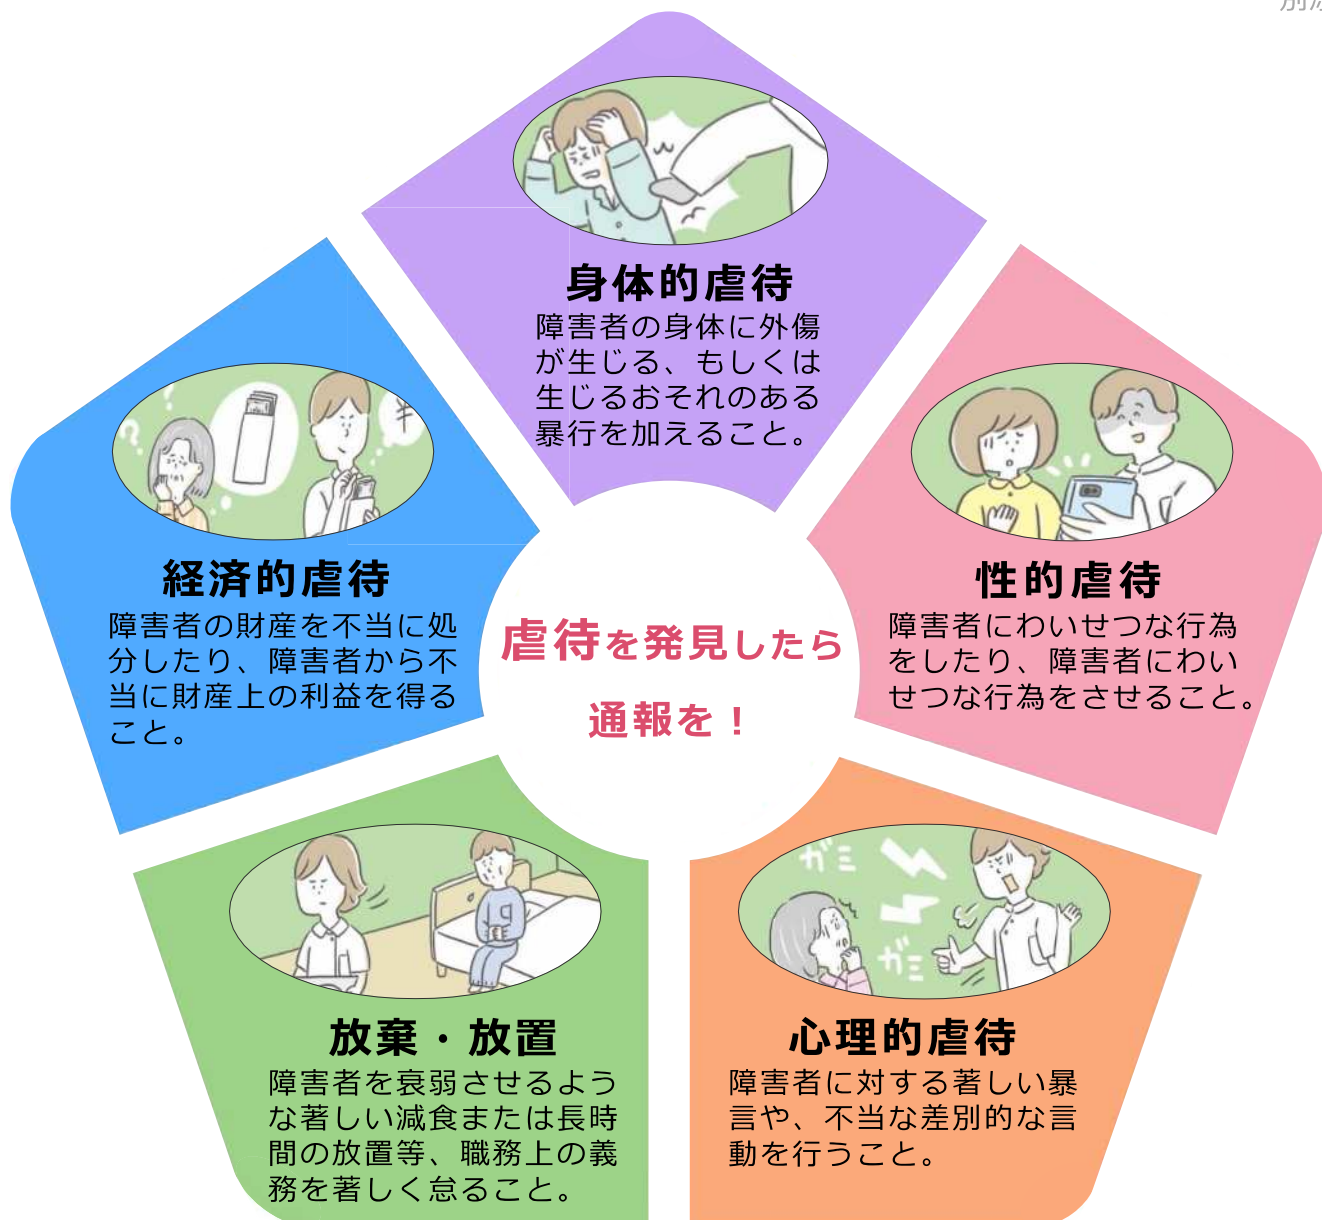 別添
身体的虐待
障害者の身体に外傷
が生じる、もしくは
生じるおそれのある
暴行を加えること。
経済的虐待
障害者の財産を不当に処
分したり、障害者から不
当に財産上の利益を得る
こと。
性的虐待
障害者にわいせつな行為
をしたり、障害者にわい
せつな行為をさせること。
虐待を発見したら
通報を!
放棄・放置
障害者を衰弱させるよう
な著しい減食または長時
間の放置等、職務上の義
務を著しく怠ること。
ガミ
ガミ
心理的虐待
障害者に対する著しい暴
言や、不当な差別的な言
動を行うこと。